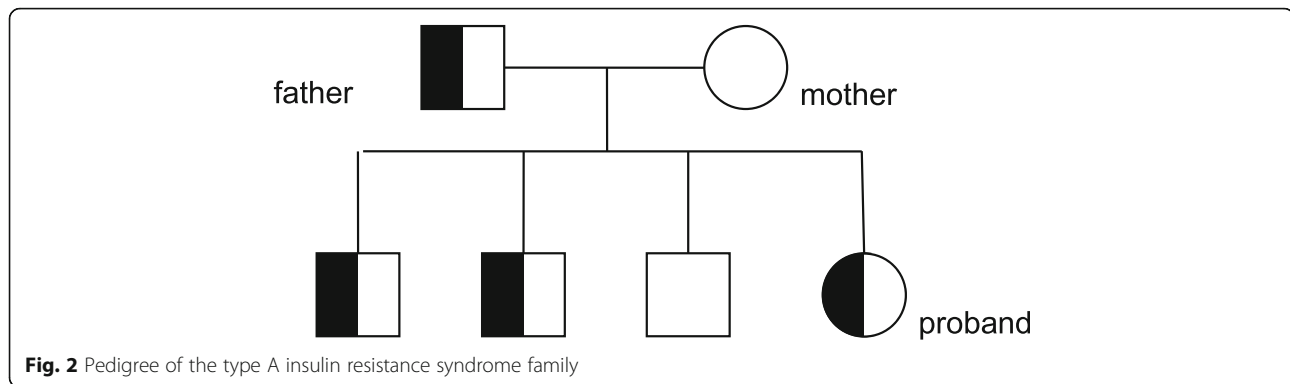 father
mother
proband
Fig. 2 Pedigree of the type A insulin resistance syndrome family